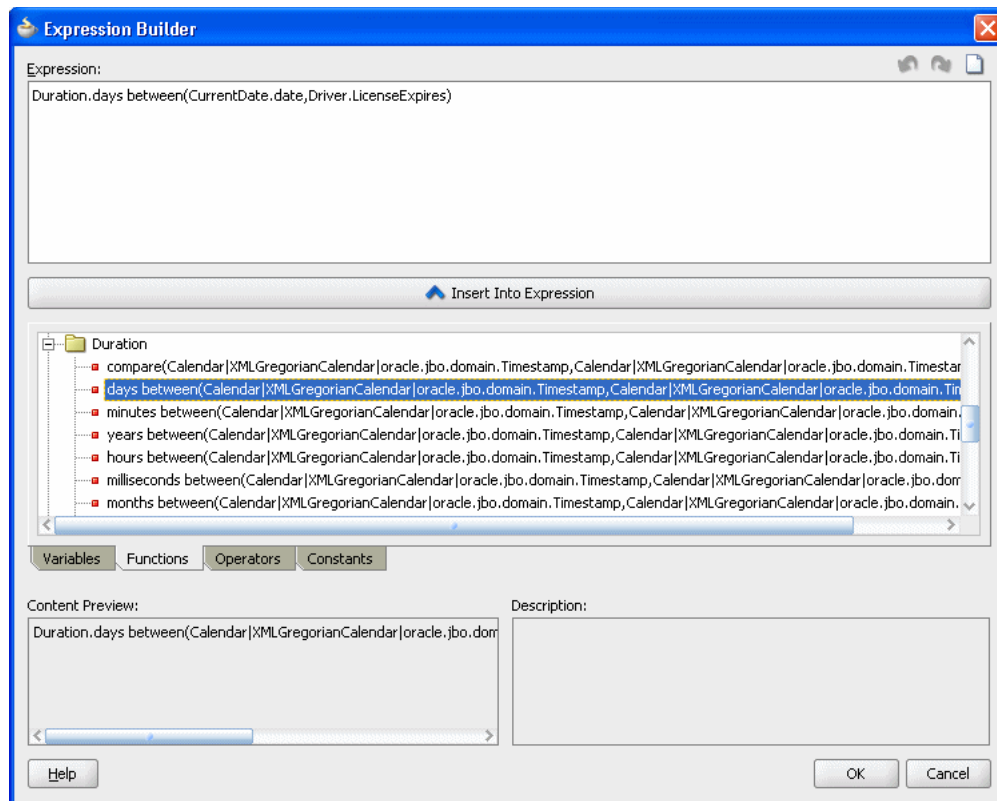 Expression Builder
Expression:
Duration.days between(CurrentDate.date,Driver.LicenseExpires)
Insert Into Expression
Duration
compare(Calendar|XMLGregorianCalendar|oracle.jbo.domain.Timestamp,Calendar|XMLGregorianCalendar|oracle.jbo.domain.Timestar
days between(Calendar|XMLGregorianCalendar|oracle.jbo.domain.Timestamp,Calendar|XMLGregorianCalendar|oracle.jbo.domain.Tim
minutes between(Calendar|XMLGregorianCalendar|oracle.jbo.domain.Timestamp,Calendar|XMLGregorianCalendar|oracle.jbo.domain.
years between(Calendar|XMLGregorianCalendar|oracle.jbo.domain.Timestamp,Calendar|XMLGregorianCalendar|oracle.jbo.domain.Ti
hours between(Calendar|XMLGregorianCalendar|oracle.jbo.domain.Timestamp,Calendar|XMLGregorianCalendar|oracle.jbo.domain.Ti
milliseconds between(Calendar|XMLGregorianCalendar|oracle.jbo.domain.Timestamp,Calendar|XMLGregorianCalendar|oracle.jbo.dom
months between(Calendar|XMLGregorianCalendar|oracle.jbo.domain.Timestamp,Calendar|XMLGregorianCalendar|oracle.jbo.domain.
Variables Functions Operators Constants
Content Preview: Description:
Duration.days between(Calendar|XMLGregorianCalendar|oracle.jbo.dom
Help OK Cancel